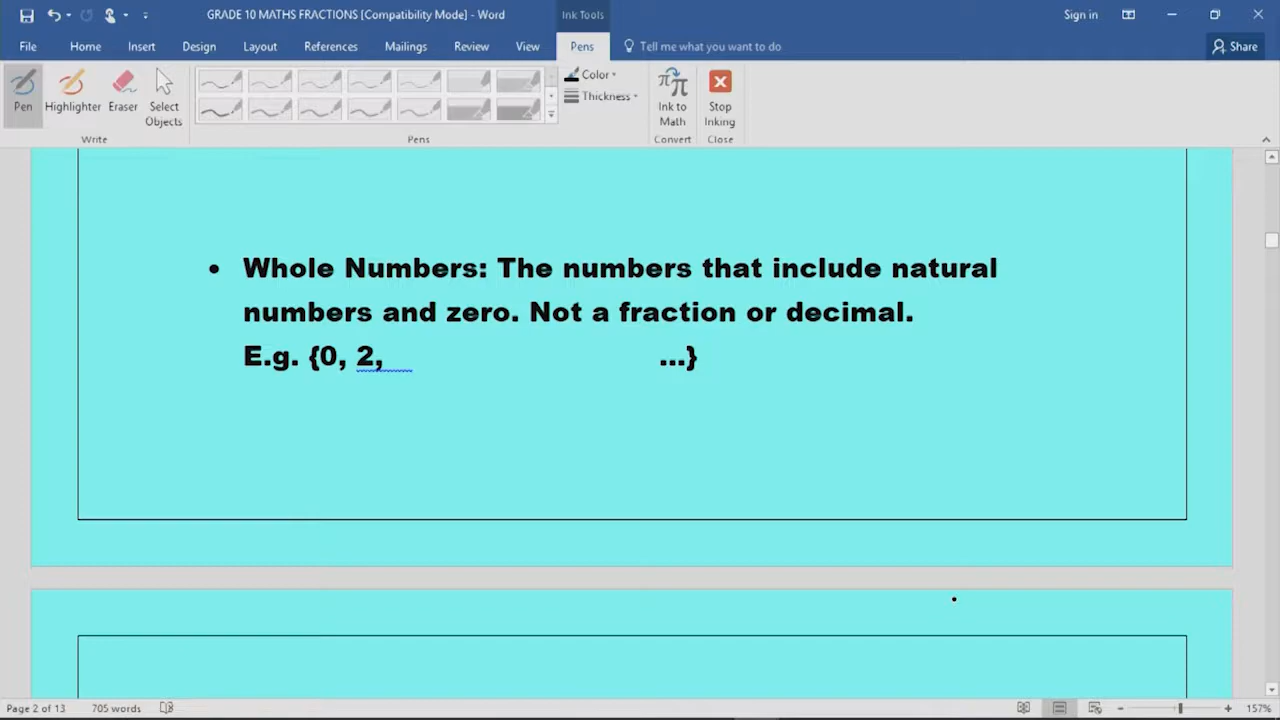 GRADE 10 MATHS FRACTIONS [Compatibility Mode] - Word
Ink Tools
Sign in
File
Home
Insert
Design
Layout
References
Mailings
Review
View
Pens
Tell me what you want to do
Share
Pen
Highlighter
Eraser
Select
Objects
Color
Thickness
Ink to
Math
Stop
Inking
Write
Pens
Convert
Close
• Whole Numbers: The numbers that include natural
numbers and zero. Not a fraction or decimal.
E.g. {0, 2, ...}
Page 2 of 13
705 words
157%